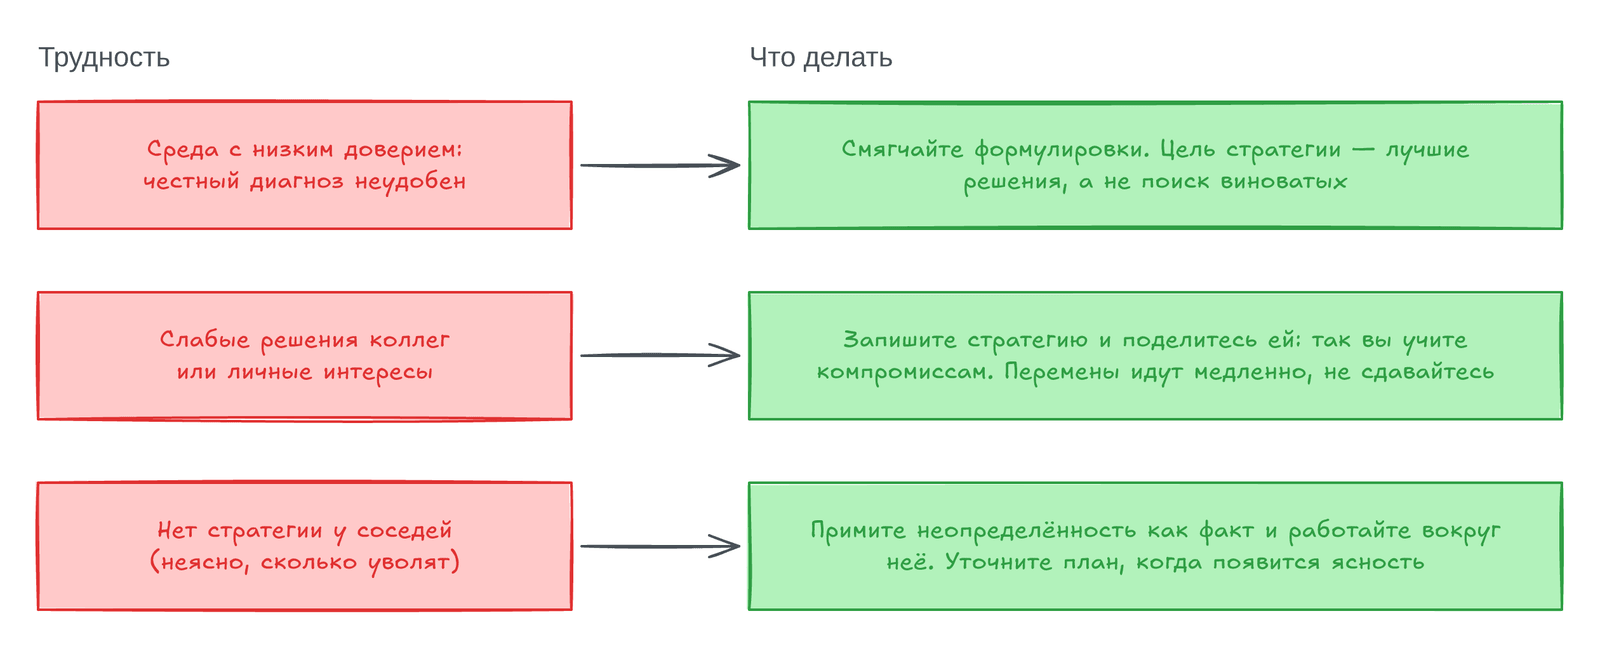 Трудность
Что делать
Среда с низким доверием:
честный диагноз неудобен
Смягчайте формулировки. Цель стратегии — лучшие
решения, а не поиск виноватых
Слабые решения коллег
или личные интересы
Запишите стратегию и поделитесь ей: так вы учите
компромиссам. Перемены идут медленно, не сдавайтесь
Нет стратегии у соседей
(неясно, сколько уволят)
Примите неопределённость как факт и работайте вокруг
неё. Уточните план, когда появится ясность